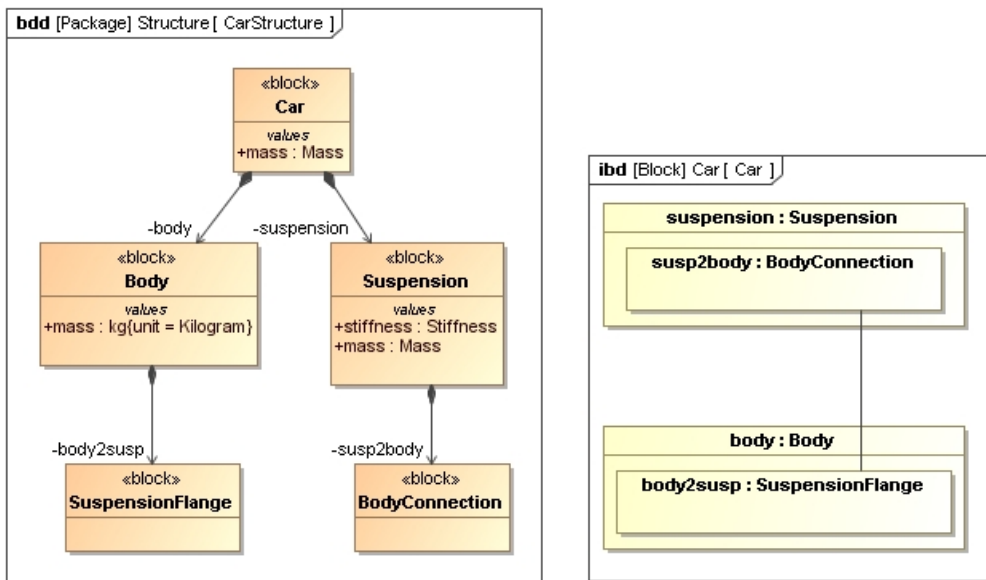 bdd [Package] Structure [ CarStructure ]
«block»
Car
values
+mass : Mass
-body
-suspension
«block»
Body
values
+mass : kg{unit = Kilogram}
«block»
Suspension
values
+stiffness : Stiffness
+mass : Mass
-body2susp
-susp2body
«block»
SuspensionFlange
«block»
BodyConnection
ibd [Block] Car [ Car ]
suspension : Suspension
susp2body : BodyConnection
body : Body
body2susp : SuspensionFlange